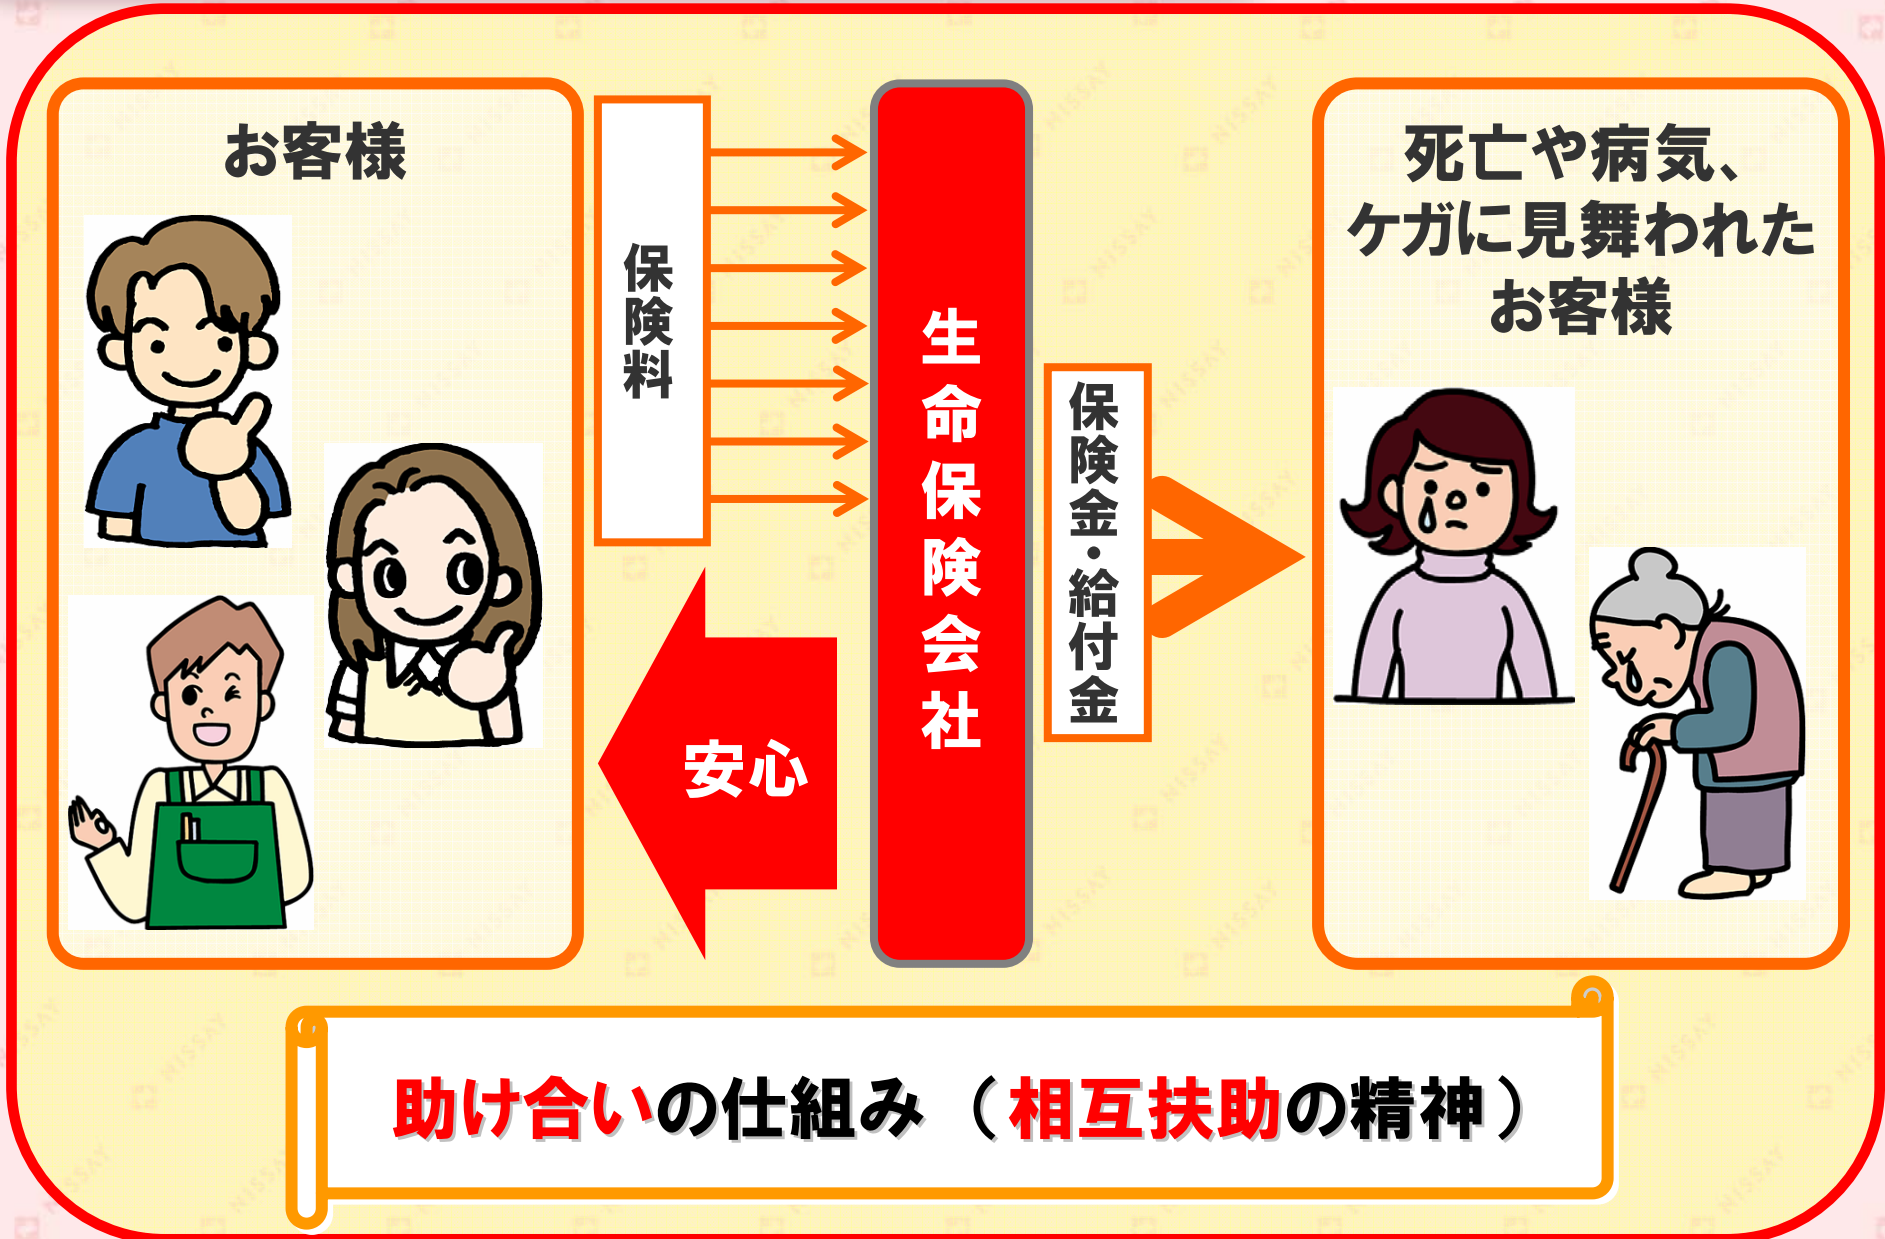 お客様
保険料
生命保険会社
安心
保険金・給付金
死亡や病気、
ケガに見舞われた
お客様
助け合いの仕組み（相互扶助の精神）
NISSAY